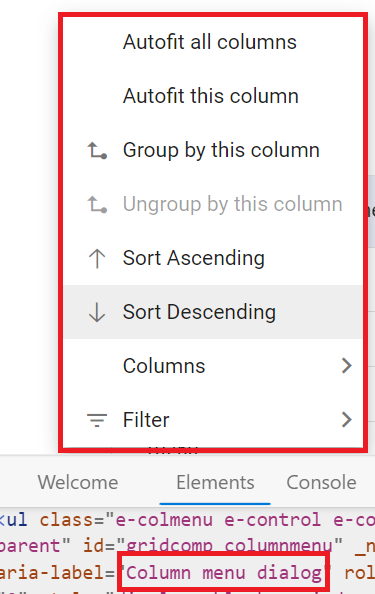 Autofit all columns
Autofit this column
Group by this column
Ungroup by this column
Sort Ascending
Sort Descending
Columns
Filter
Welcome Elements Console
<ul class="e-colmenu e-control e-co
parent" id="gridcomp_columnmenu" _n
aria-label="Column menu dialog" rol